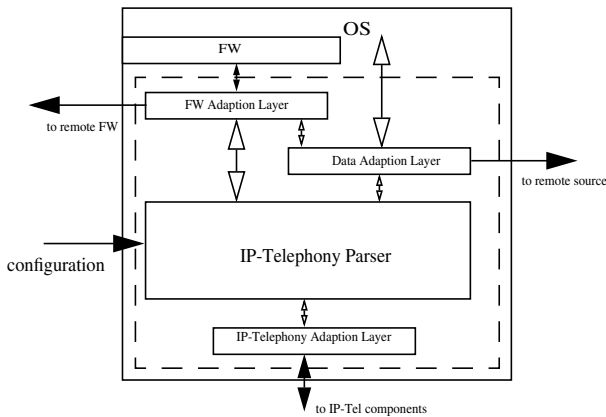 OS
FW
FW Adaption Layer
to remote FW
Data Adaption Layer
to remote source
IP-Telephony Parser
configuration
IP-Telephony Adaption Layer
to IP-Tel components